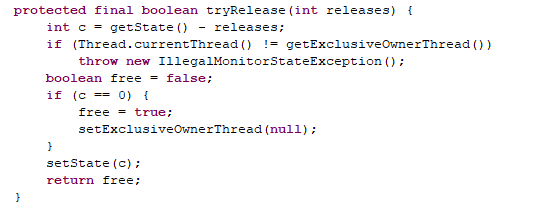 protected final boolean tryRelease(int releases) {
    int c = getState() - releases;
    if (Thread.currentThread() != getExclusiveOwnerThread())
        throw new IllegalMonitorStateException();
    boolean free = false;
    if (c == 0) {
        free = true;
        setExclusiveOwnerThread(null);
    }
    setState(c);
    return free;
}